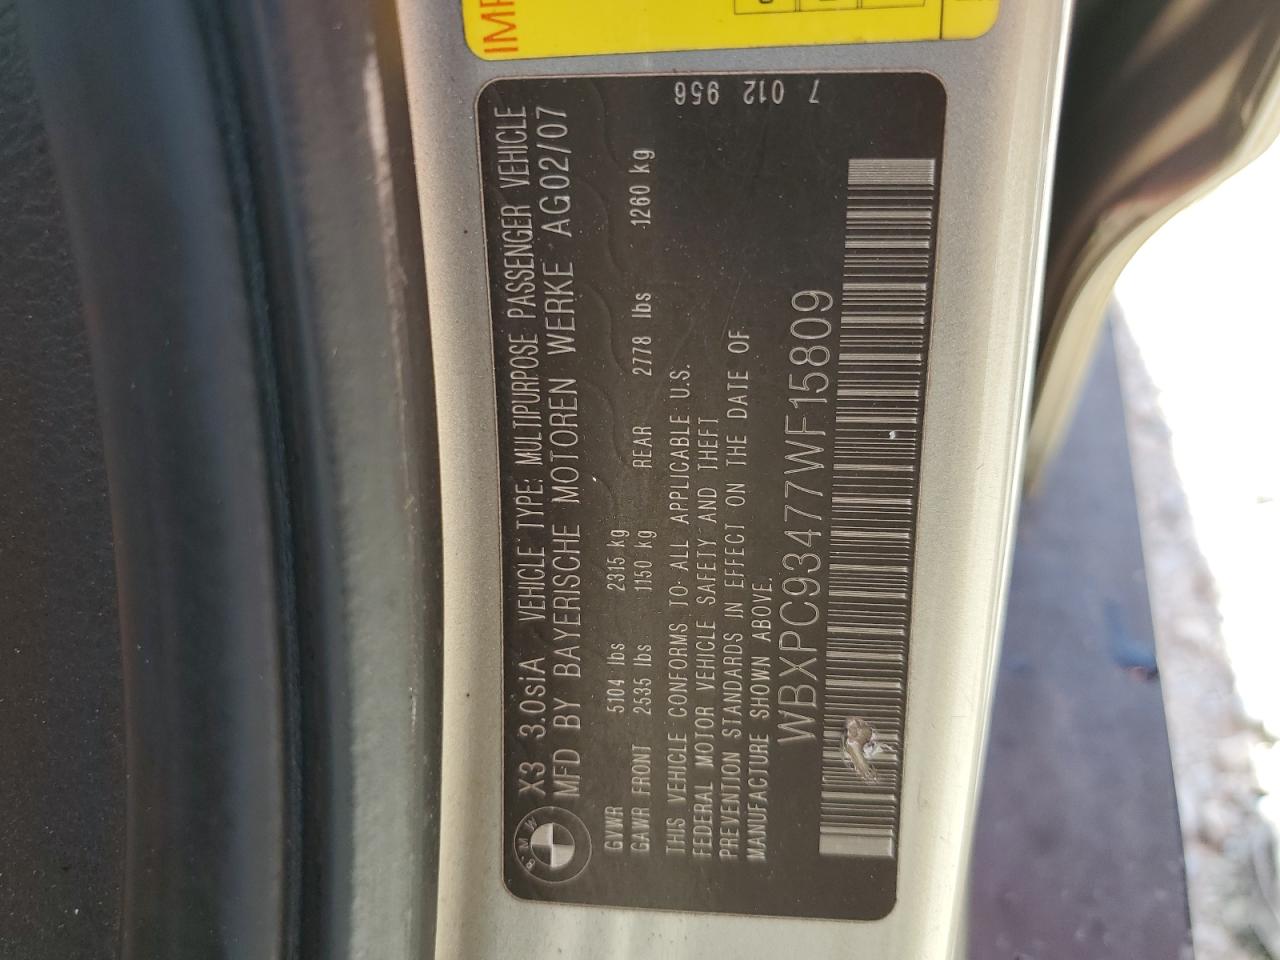 IMP
BMW
X3 3.0siA VEHICLE TYPE: MULTIPURPOSE PASSENGER VEHICLE
MFD BY BAYERISCHE MOTOREN WERKE AG02/07
GVWR 5104 lbs 2315 kg
GAWR FRONT 2535 lbs 1150 kg REAR 2778 lbs 1260 kg
THIS VEHICLE CONFORMS TO ALL APPLICABLE U.S.
FEDERAL MOTOR VEHICLE SAFETY AND THEFT
PREVENTION STANDARDS IN EFFECT ON THE DATE OF
MANUFACTURE SHOWN ABOVE.
WBXPC93477WF15809
7 012 956